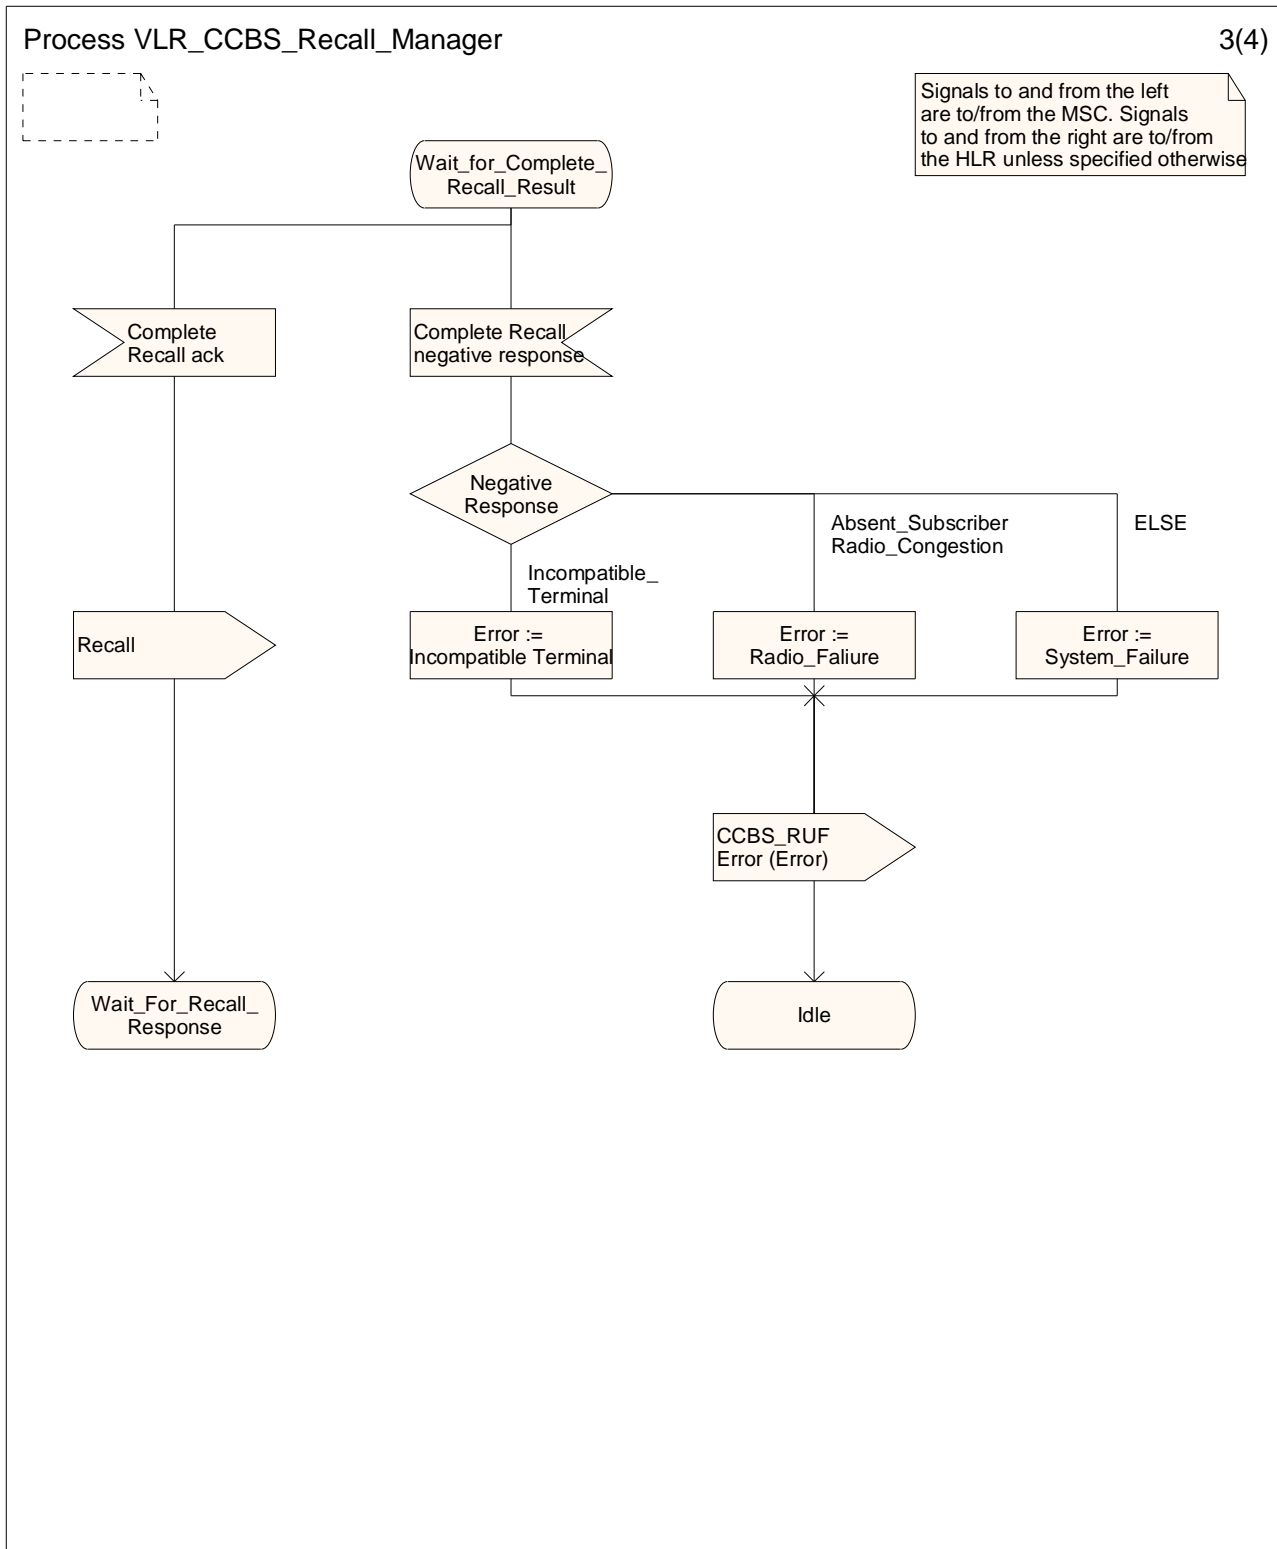 Process VLR_CCBS_Recall_Manager
3(4)
Signals to and from the left
are to/from the MSC. Signals
to and from the right are to/from
the HLR unless specified otherwise
Wait_for_Complete_
Recall_Result
Complete
Recall ack
Complete Recall
negative response
Negative
Response
Absent_Subscriber
Radio_Congestion
ELSE
Incompatible_
Terminal
Recall
Error :=
Incompatible Terminal
Error :=
Radio_Faliure
Error :=
System_Failure
CCBS_RUF
Error (Error)
Wait_For_Recall_
Response
Idle